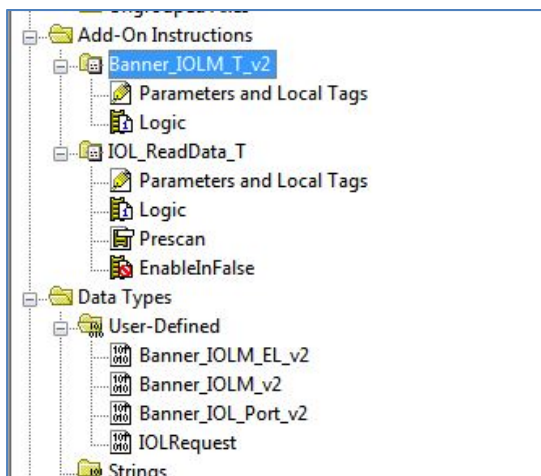 Add-On Instructions
Banner_IOLM_T_v2
Parameters and Local Tags
Logic
IOL_ReadData_T
Parameters and Local Tags
Logic
Prescan
EnableInFalse
Data Types
User-Defined
Banner_IOLM_EL_v2
Banner_IOLM_v2
Banner_IOL_Port_v2
IOLRequest
Strings